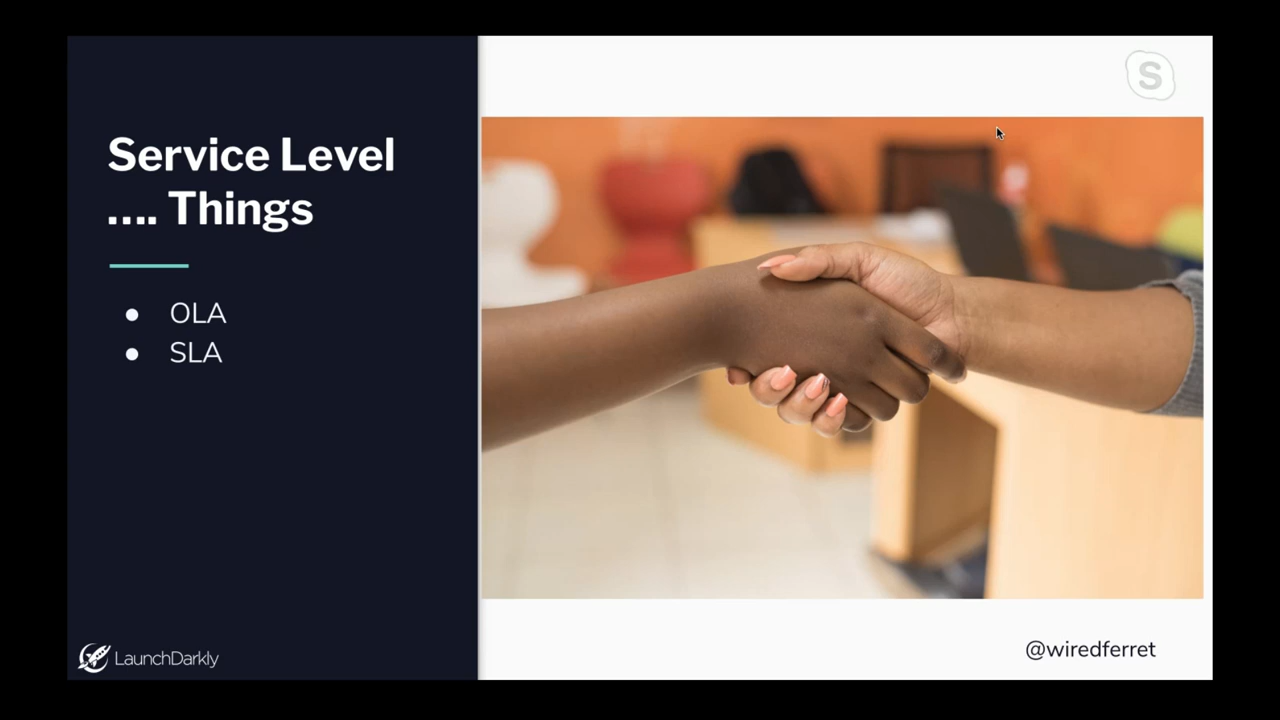 Service Level
.... Things
● OLA
● SLA
LaunchDarkly
@wiredferret
S